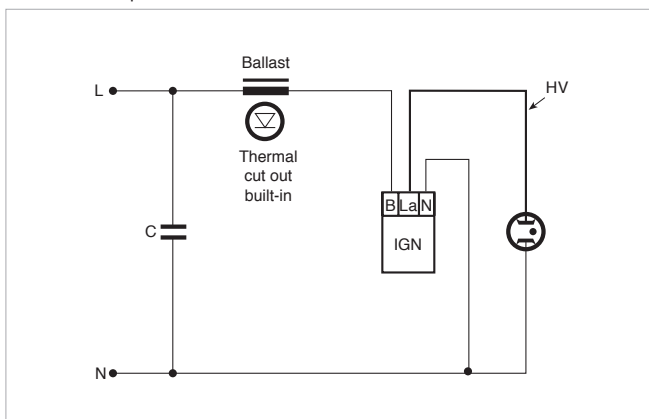 Ballast
HV
L
Thermal
cut out
built-in
B La N
IGN
C
N